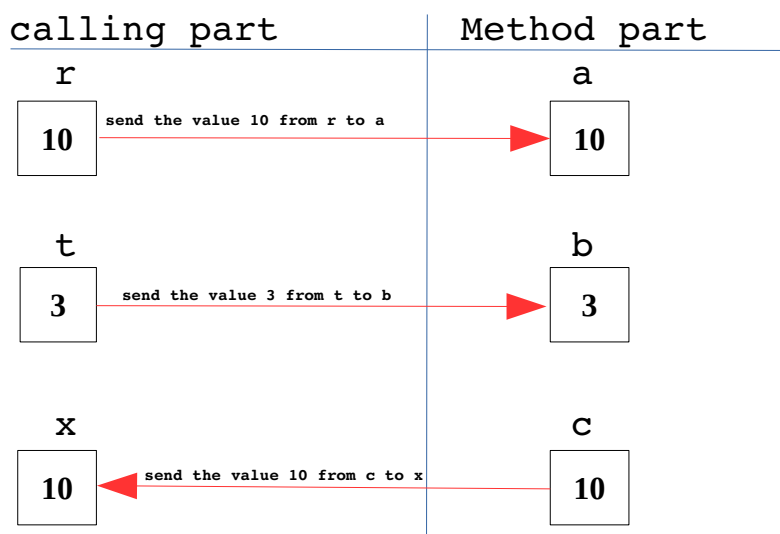 calling part
Method part
r
a
send the value 10 from r to a
10
10
t
b
send the value 3 from t to b
3
3
x
c
send the value 10 from c to x
10
10